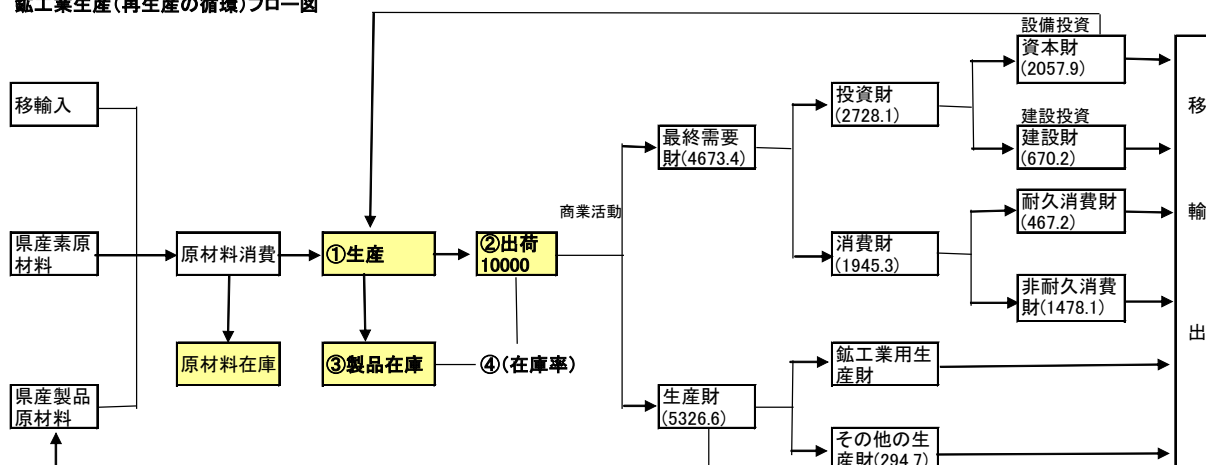 鉱工業生産(再生産の循環)フロー図
設備投資
資本財
(2057.9)
移輸入
投資財
(2728.1)
建設投資
建設財
(670.2)
最終需要
財(4673.4)
商業活動
耐久消費財
(467.2)
県産素原
材料
原材料消費
①生産
②出荷
10000
消費財
(1945.3)
非耐久消費
財(1478.1)
原材料在庫
③製品在庫
④(在庫率)
鉱工業用生
産財
県産製品
原材料
生産財
(5326.6)
その他の生
産財(294.7)
移
輸
出